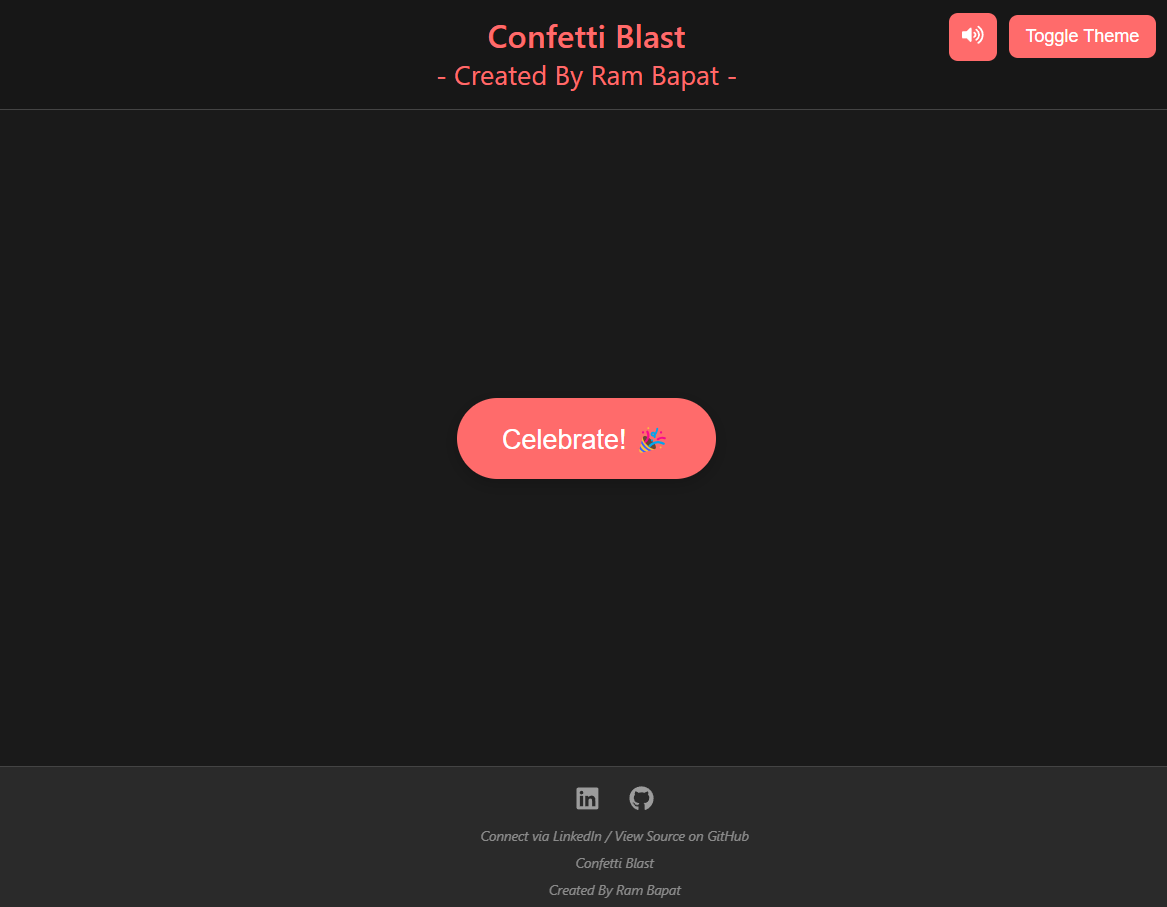 Confetti Blast
- Created By Ram Bapat -
Toggle Theme
Celebrate! 🎉
in
Connect via LinkedIn / View Source on GitHub
Confetti Blast
Created By Ram Bapat